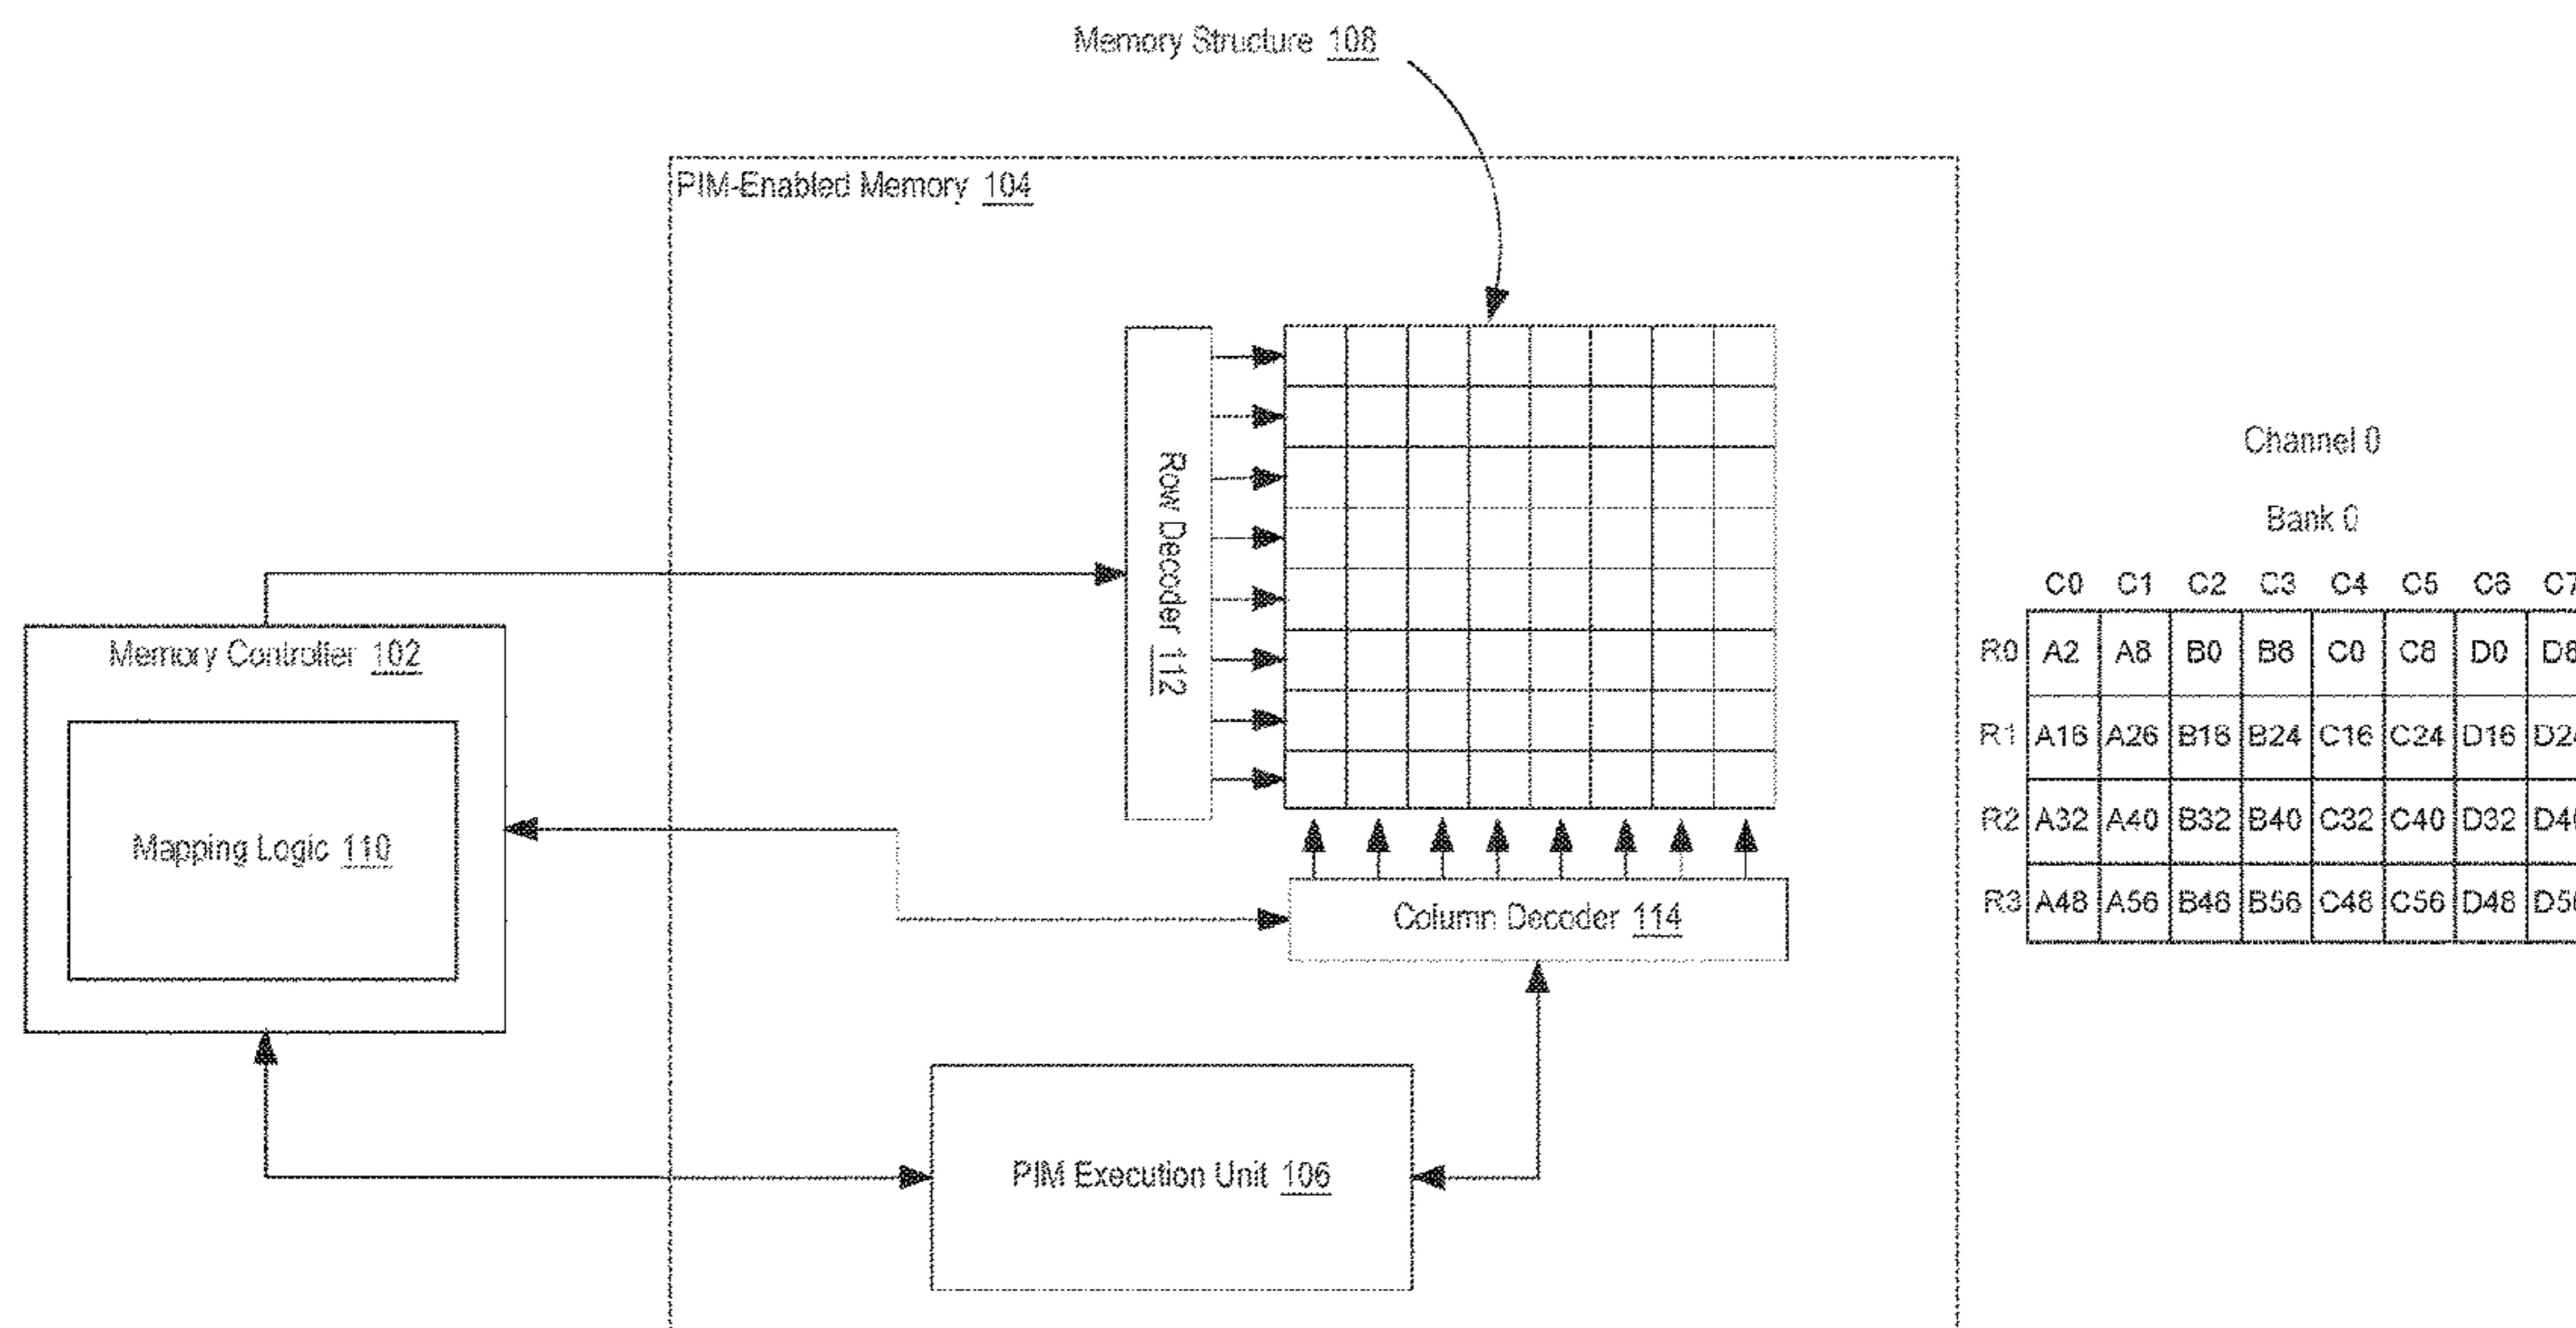 Memory Structure 108
PIM-Enabled Memory 104
Row Decoder 112
Memory Controller 102
Mapping Logic 110
Column Decoder 114
PIM Execution Unit 106
Channel 0
Bank 0
C0 C1 C2 C3 C4 C5 C6 C7
R0 A2 A8 B0 B8 C0 C8 D0 D8
R1 A16 A26 B16 B24 C16 C24 D16
R2 A32 A40 B32 B40 C32 C40 D32
R3 A48 A56 B48 B56 C48 C56 D48